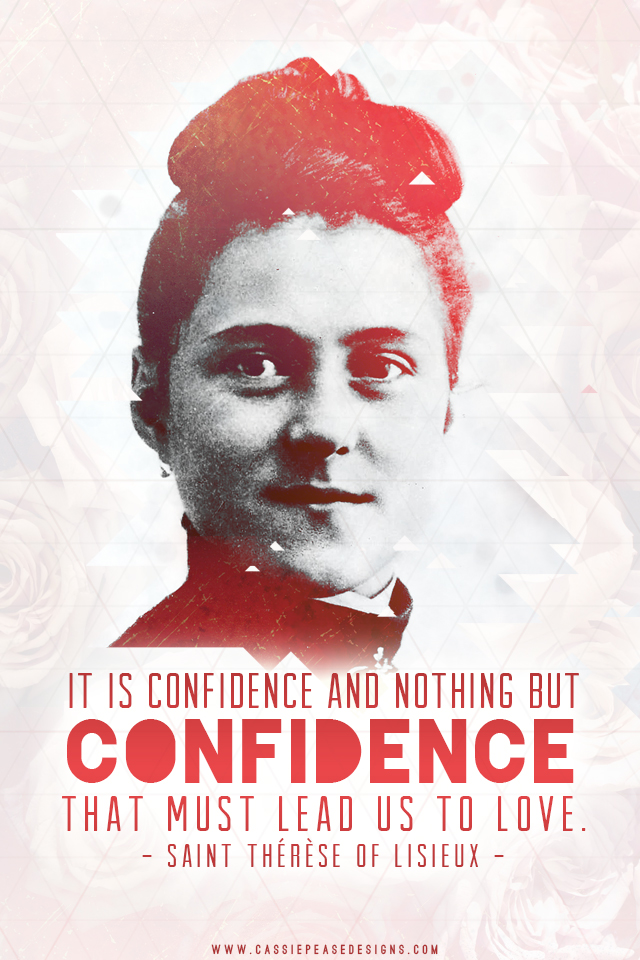 IT IS CONFIDENCE AND NOTHING BUT
CONFIDENCE
THAT MUST LEAD US TO LOVE.
- SAINT THÉRÈSE OF LISIEUX -
WWW.CASSIEPEASEDESIGNS.COM